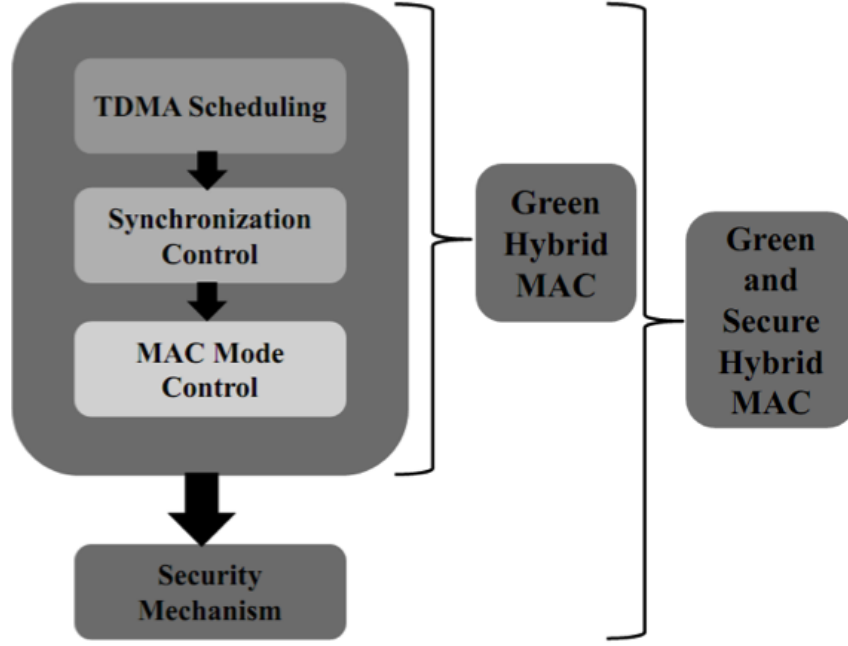 TDMA Scheduling
Synchronization
Control
MAC Mode
Control
Security
Mechanism
Green
Hybrid
MAC
Green
and
Secure
Hybrid
MAC